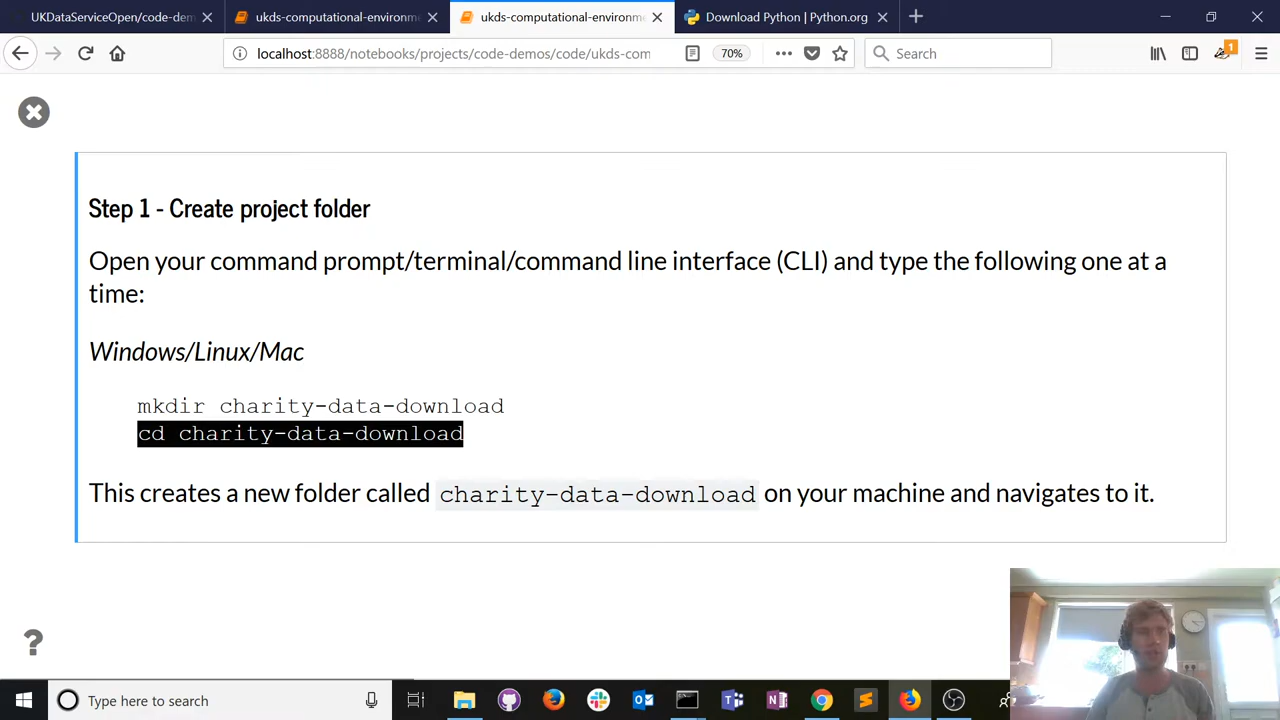 UKDataServiceOpen/code-dem
ukds-computational-environm
ukds-computational-environme
Download Python | Python.org
localhost:8888/notebooks/projects/code-demos/code/ukds-com
70%
Search
1
Step 1 - Create project folder
Open your command prompt/terminal/command line interface (CLI) and type the following one at a
time:
Windows/Linux/Mac
mkdir charity-data-download
cd charity-data-download
This creates a new folder called charity-data-download on your machine and navigates to it.
?
Type here to search